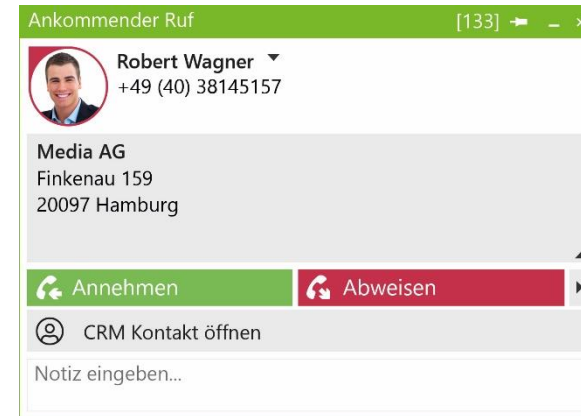 Ankommender Ruf [133]
Robert Wagner
+49 (40) 38145157
Media AG
Finkenau 159
20097 Hamburg
Annehmen Abweisen
CRM Kontakt öffnen
Notiz eingeben...